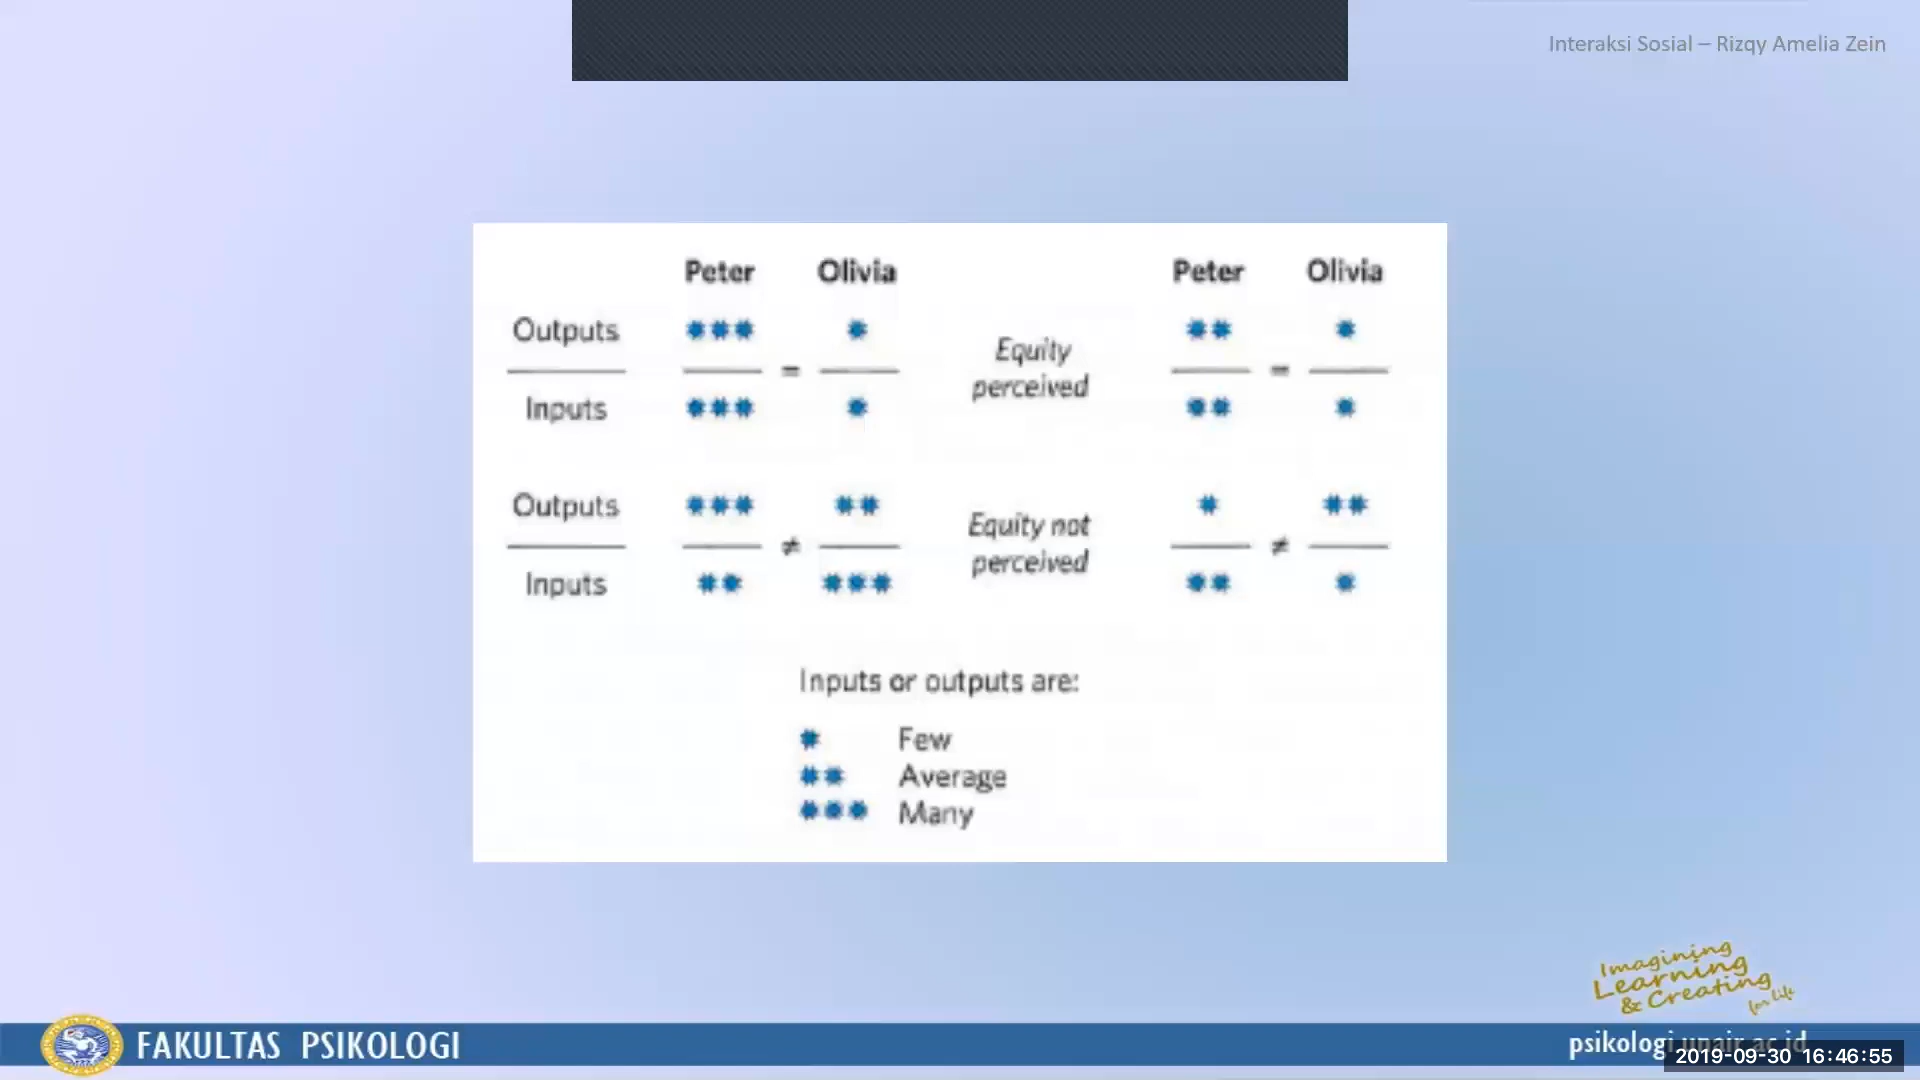 Interaksi Sosial – Rizqy Amelia Zein
Peter Olivia Peter Olivia
Outputs *** * ** *
Equity
perceived
= =
Inputs *** * ** *
Outputs *** ** * **
Equity not
perceived
≠ ≠
Inputs ** *** ** *
Inputs or outputs are:
* Few
** Average
*** Many
Imagining
Learning
& Creating
for life
FAKULTAS PSIKOLOGI
psikologi.unair.ac.id
2019-09-30 16:46:55